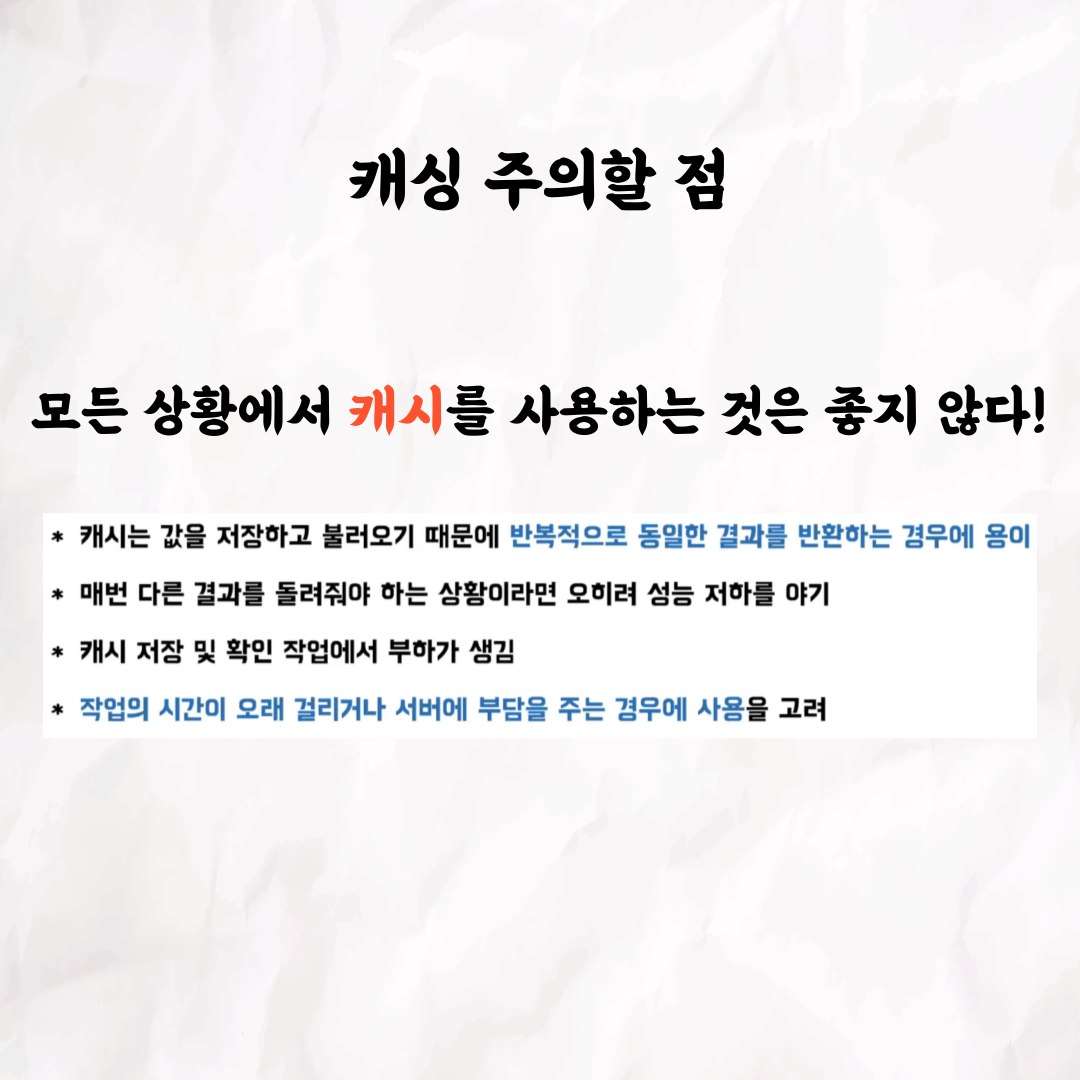 캐싱 주의할 점
모든 상황에서 캐시를 사용하는 것은 좋지 않다!
* 캐시는 값을 저장하고 불러오기 때문에 반복적으로 동일한 결과를 반환하는 경우에 용이
* 매번 다른 결과를 돌려줘야 하는 상황이라면 오히려 성능 저하를 야기
* 캐시 저장 및 확인 작업에서 부하가 생김
* 작업의 시간이 오래 걸리거나 서버에 부담을 주는 경우에 사용을 고려